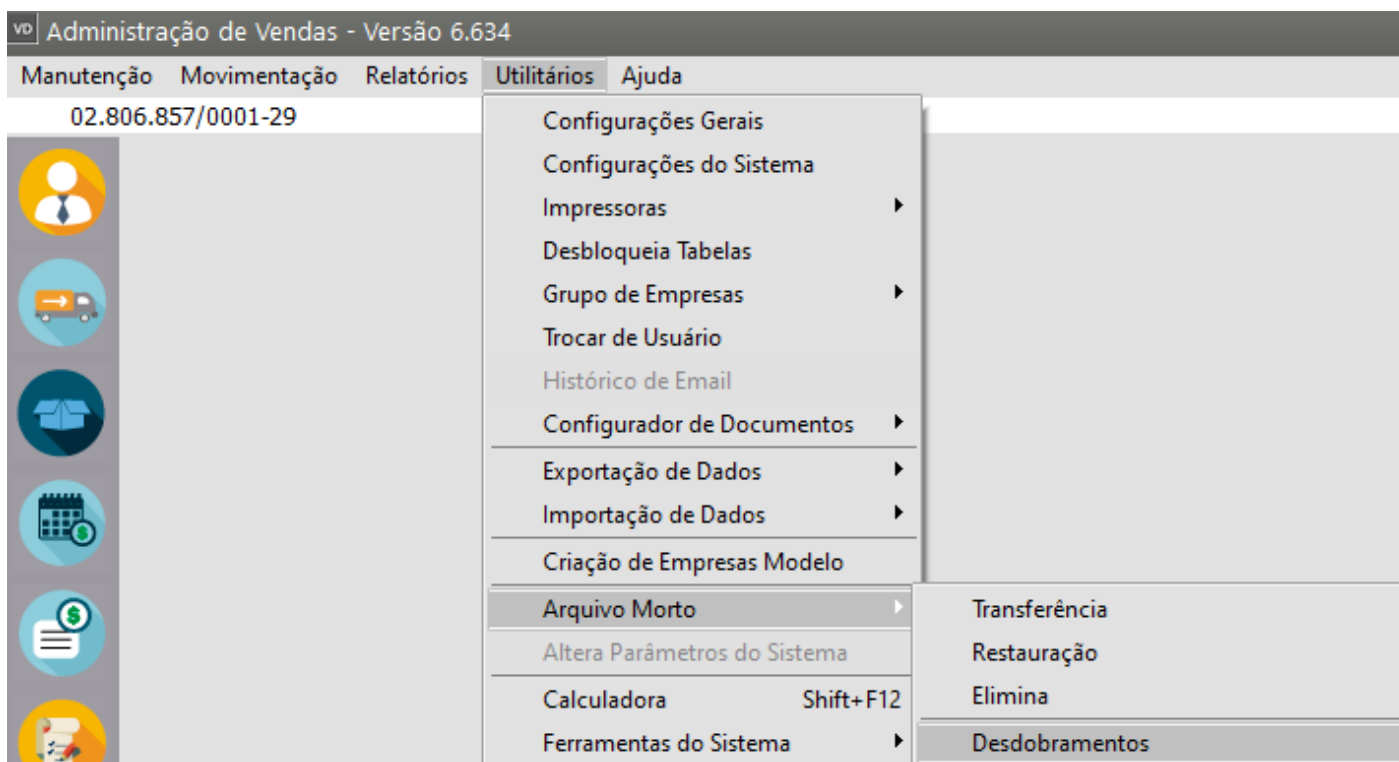 VD Administração de Vendas - Versão 6.634
Manutenção Movimentação Relatórios Utilitários Ajuda
02.806.857/0001-29
Configurações Gerais
Configurações do Sistema
Impressoras
Desbloqueia Tabelas
Grupo de Empresas
Trocar de Usuário
Histórico de Email
Configurador de Documentos
Exportação de Dados
Importação de Dados
Criação de Empresas Modelo
Arquivo Morto
Altera Parâmetros do Sistema
Calculadora Shift+F12
Ferramentas do Sistema
Transferência
Restauração
Elimina
Desdobramentos